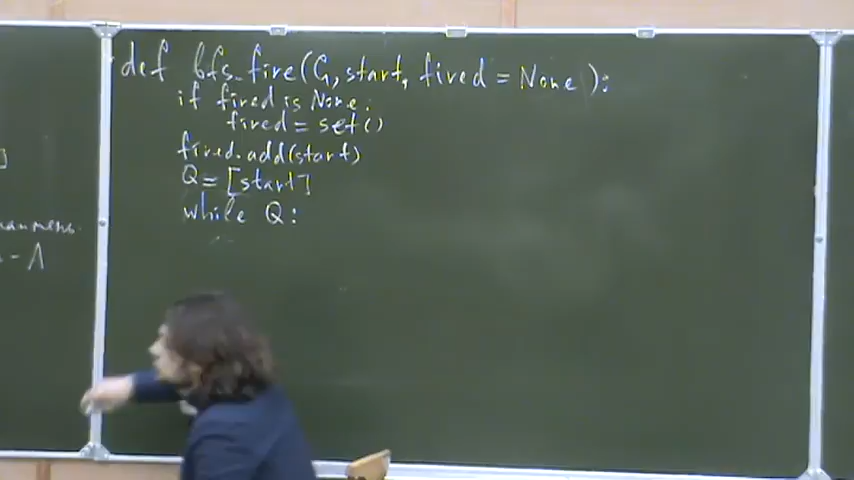 def bfs_fire(G, start, fired = None):
if fired is None:
fired = set()
fired.add(start)
Q = [start]
while Q:
]
- Λ